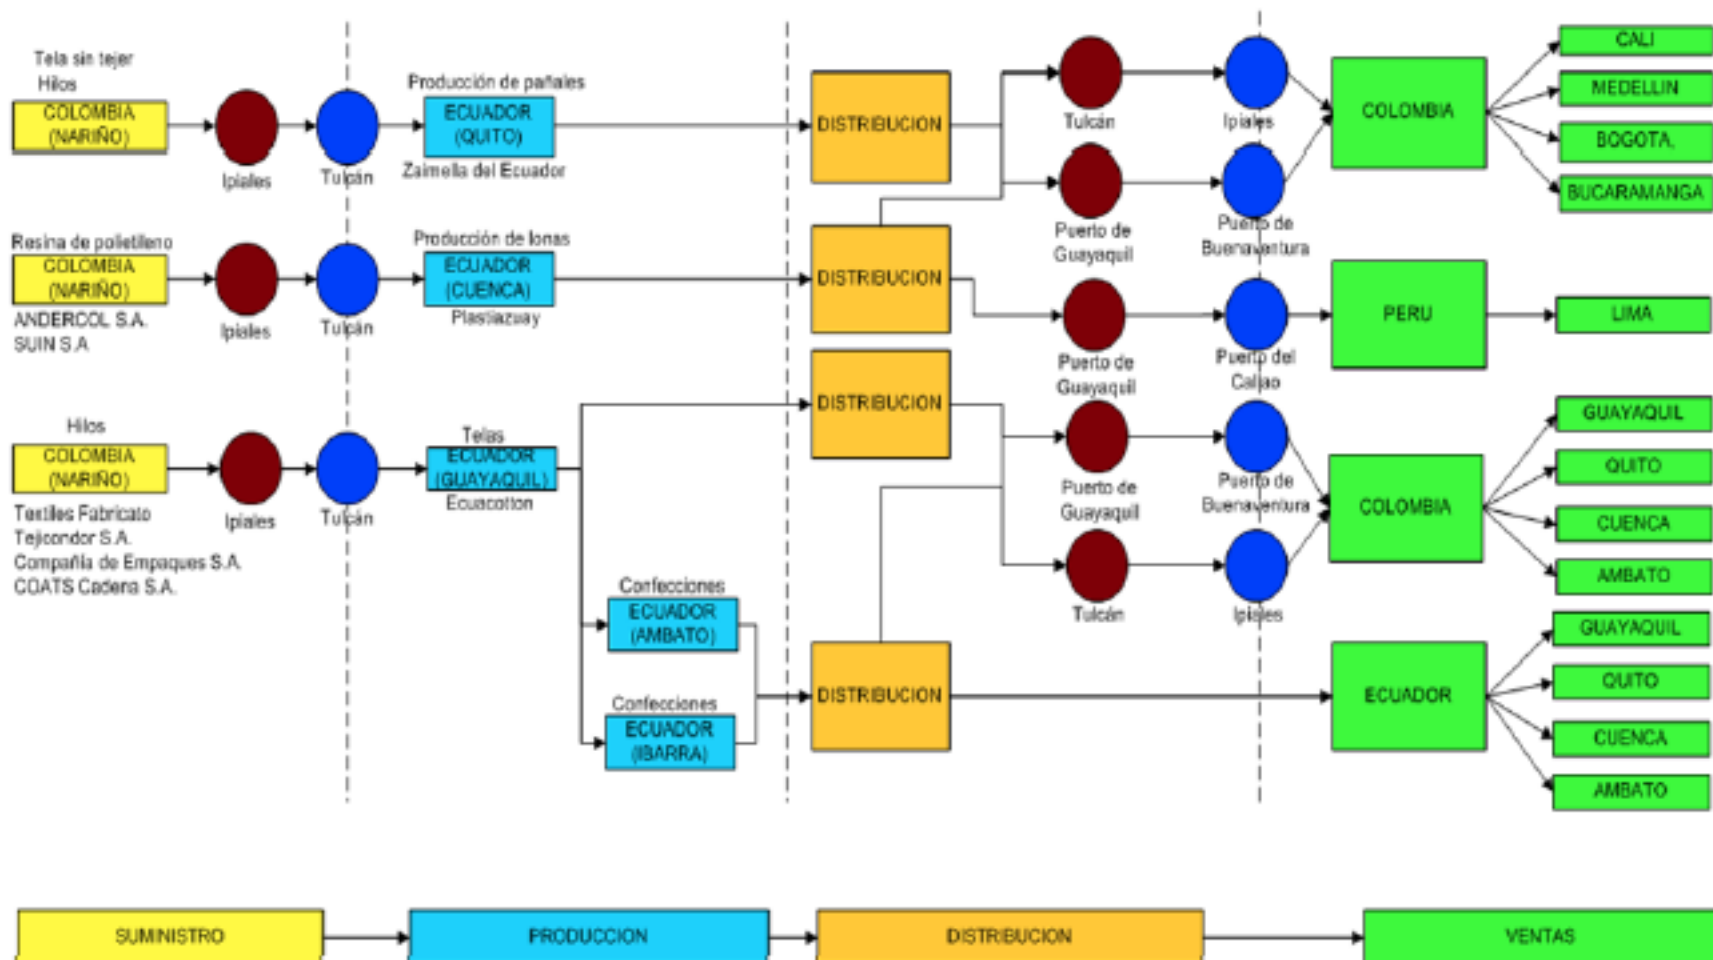 Tela sin tejer
Hilos
COLOMBIA
(NARIÑO)
Ipiales
Tulcán
Producción de pañales
ECUADOR
(QUITO)
Zaimella del Ecuador
DISTRIBUCION
Tulcán
Ipiales
Puerto de
Guayaquil
Puerto de
Buenaventura
COLOMBIA
CALI
MEDELLIN
BOGOTA,
BUCARAMANGA
Resina de polietileno
COLOMBIA
(NARIÑO)
ANDERCOL S.A.
SUIN S.A
Ipiales
Tulcán
Producción de lonas
ECUADOR
(CUENCA)
Plastiazuay
DISTRIBUCION
Puerto de
Guayaquil
Puerto del
Callao
PERU
LIMA
Hilos
COLOMBIA
(NARIÑO)
Textiles Fabricato
Tejicondor S.A.
Compañía de Empaques S.A.
COATS Cadena S.A.
Ipiales
Tulcán
Telas
ECUADOR
(GUAYAQUIL)
Ecuacotton
DISTRIBUCION
Puerto de
Guayaquil
Puerto de
Buenaventura
Tulcán
Ipiales
COLOMBIA
GUAYAQUIL
QUITO
CUENCA
AMBATO
Confecciones
ECUADOR
(AMBATO)
Confecciones
ECUADOR
(IBARRA)
DISTRIBUCION
ECUADOR
GUAYAQUIL
QUITO
CUENCA
AMBATO
SUMINISTRO
PRODUCCION
DISTRIBUCION
VENTAS